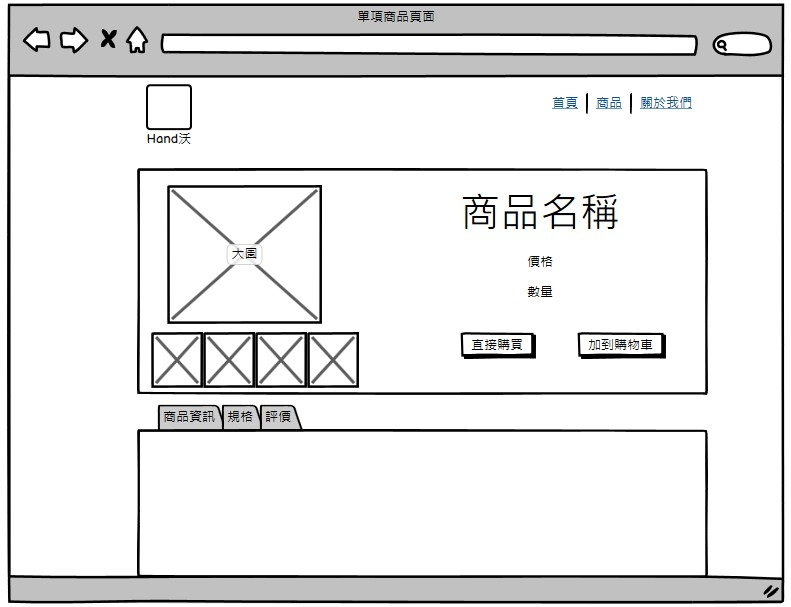 單項商品頁面
Hand沃
首頁 商品 關於我們
大圖
商品名稱
價格
數量
直接購買 加到購物車
商品資訊 規格 評價